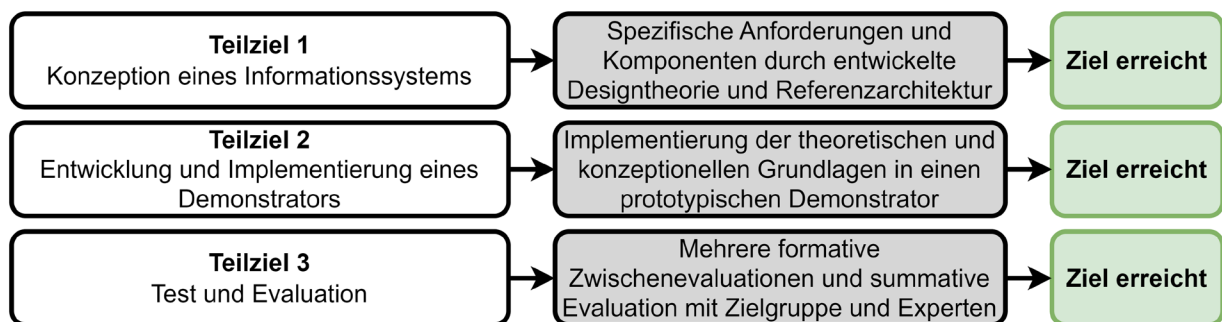 Teilziel 1
Konzeption eines Informationssystems
Spezifische Anforderungen und
Komponenten durch entwickelte
Designtheorie und Referenzarchitektur
Ziel erreicht
Teilziel 2
Entwicklung und Implementierung eines
Demonstrators
Implementierung der theoretischen und
konzeptionellen Grundlagen in einen
prototypischen Demonstrator
Ziel erreicht
Teilziel 3
Test und Evaluation
Mehrere formative
Zwischenevaluationen und summative
Evaluation mit Zielgruppe und Experten
Ziel erreicht